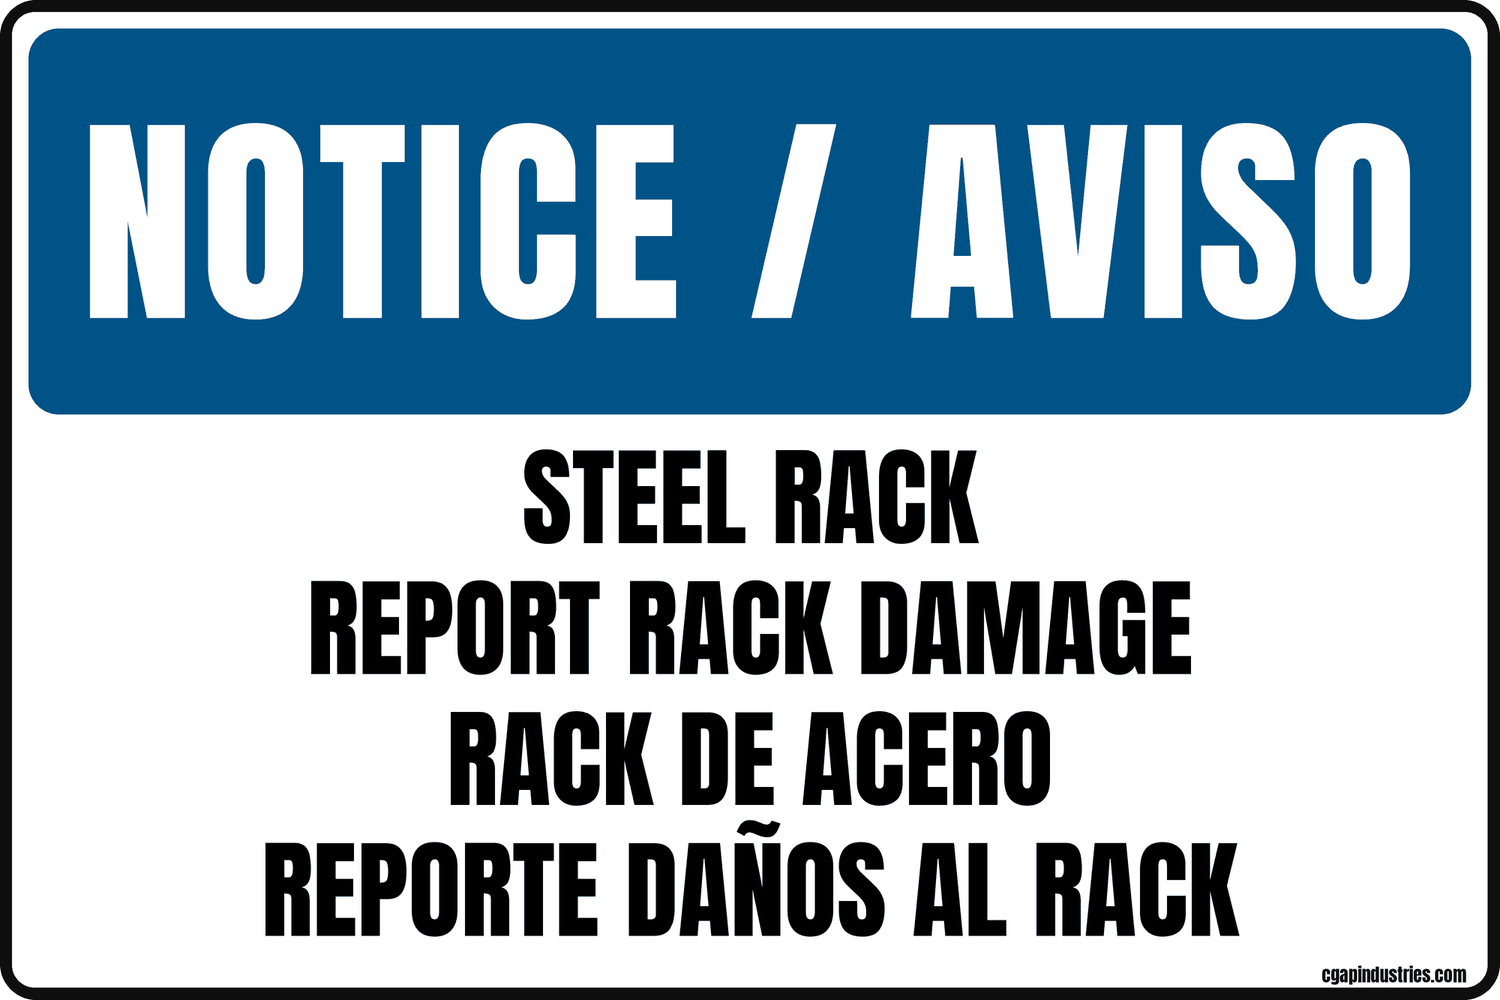 NOTICE / AVISO
STEEL RACK
REPORT RACK DAMAGE
RACK DE ACERO
REPORTE DAÑOS AL RACK
cgapindustries.com